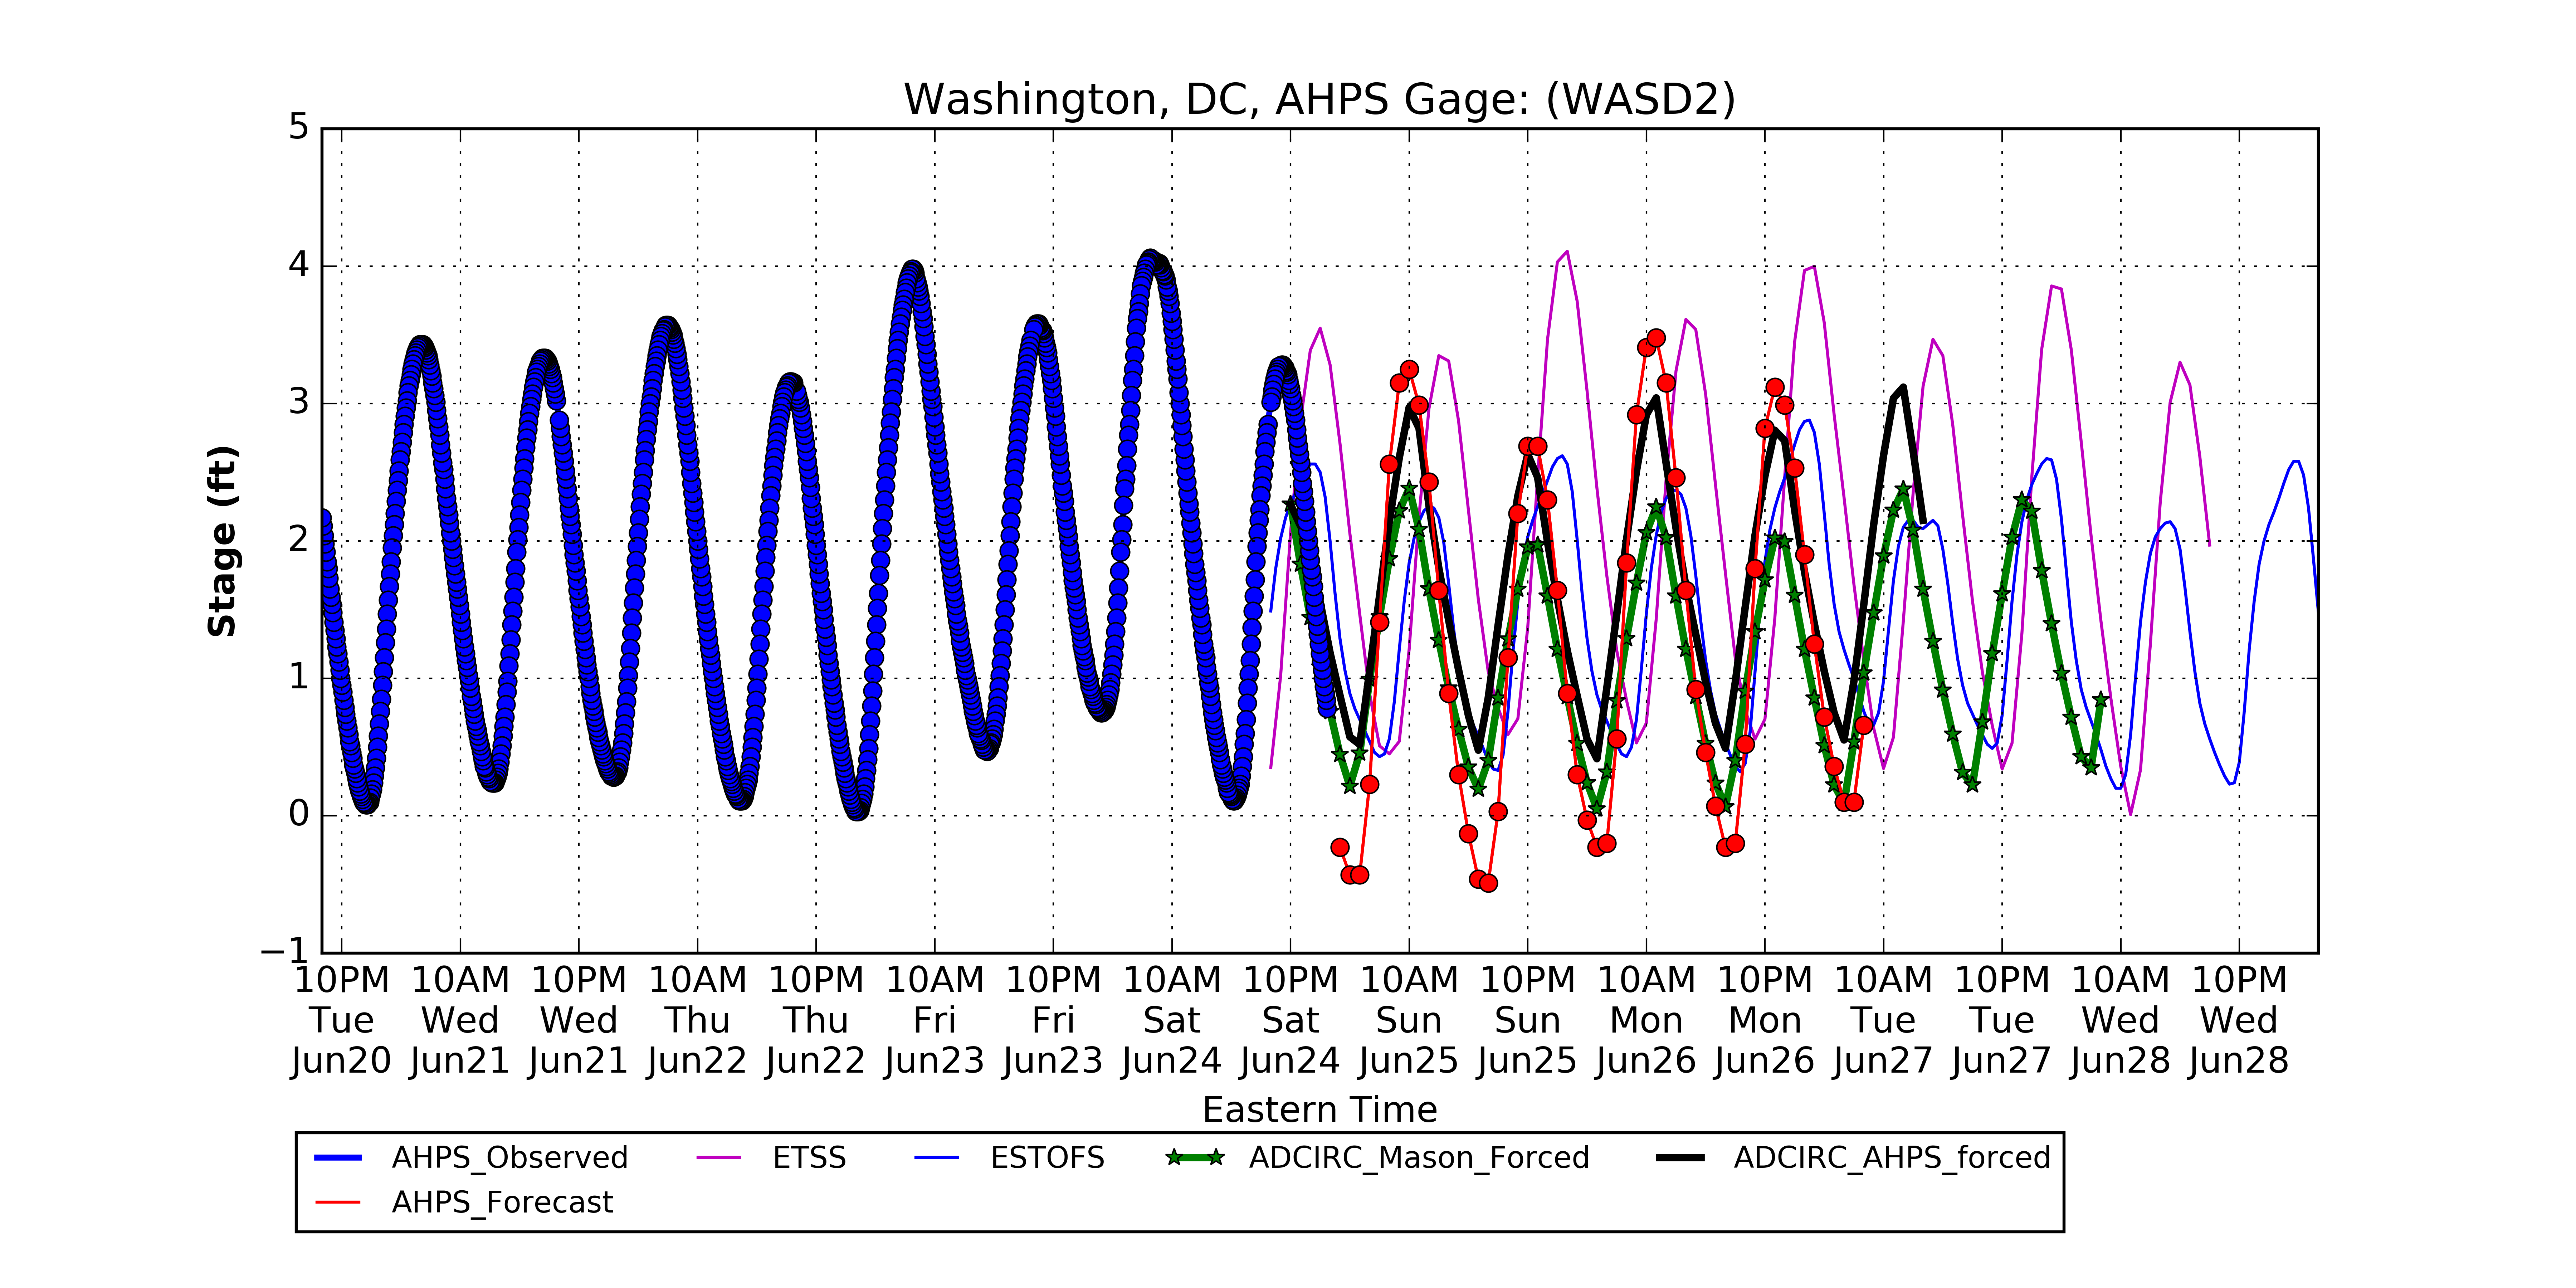 Washington, DC, AHPS Gage: (WASD2)
5
4
3
2
1
0
−1
Stage (ft)
10PM 10AM 10PM 10AM 10PM 10AM 10PM 10AM 10PM 10AM 10PM 10AM 10PM 10AM 10PM 10AM 10PM
Tue Wed Wed Thu Thu Fri Fri Sat Sat Sun Sun Mon Mon Tue Tue Wed Wed
Jun20 Jun21 Jun21 Jun22 Jun22 Jun23 Jun23 Jun24 Jun24 Jun25 Jun25 Jun26 Jun26 Jun27 Jun27 Jun28 Jun28
Eastern Time
AHPS_Observed ETSS ESTOFS ADCIRC_Mason_Forced ADCIRC_AHPS_forced
AHPS_Forecast